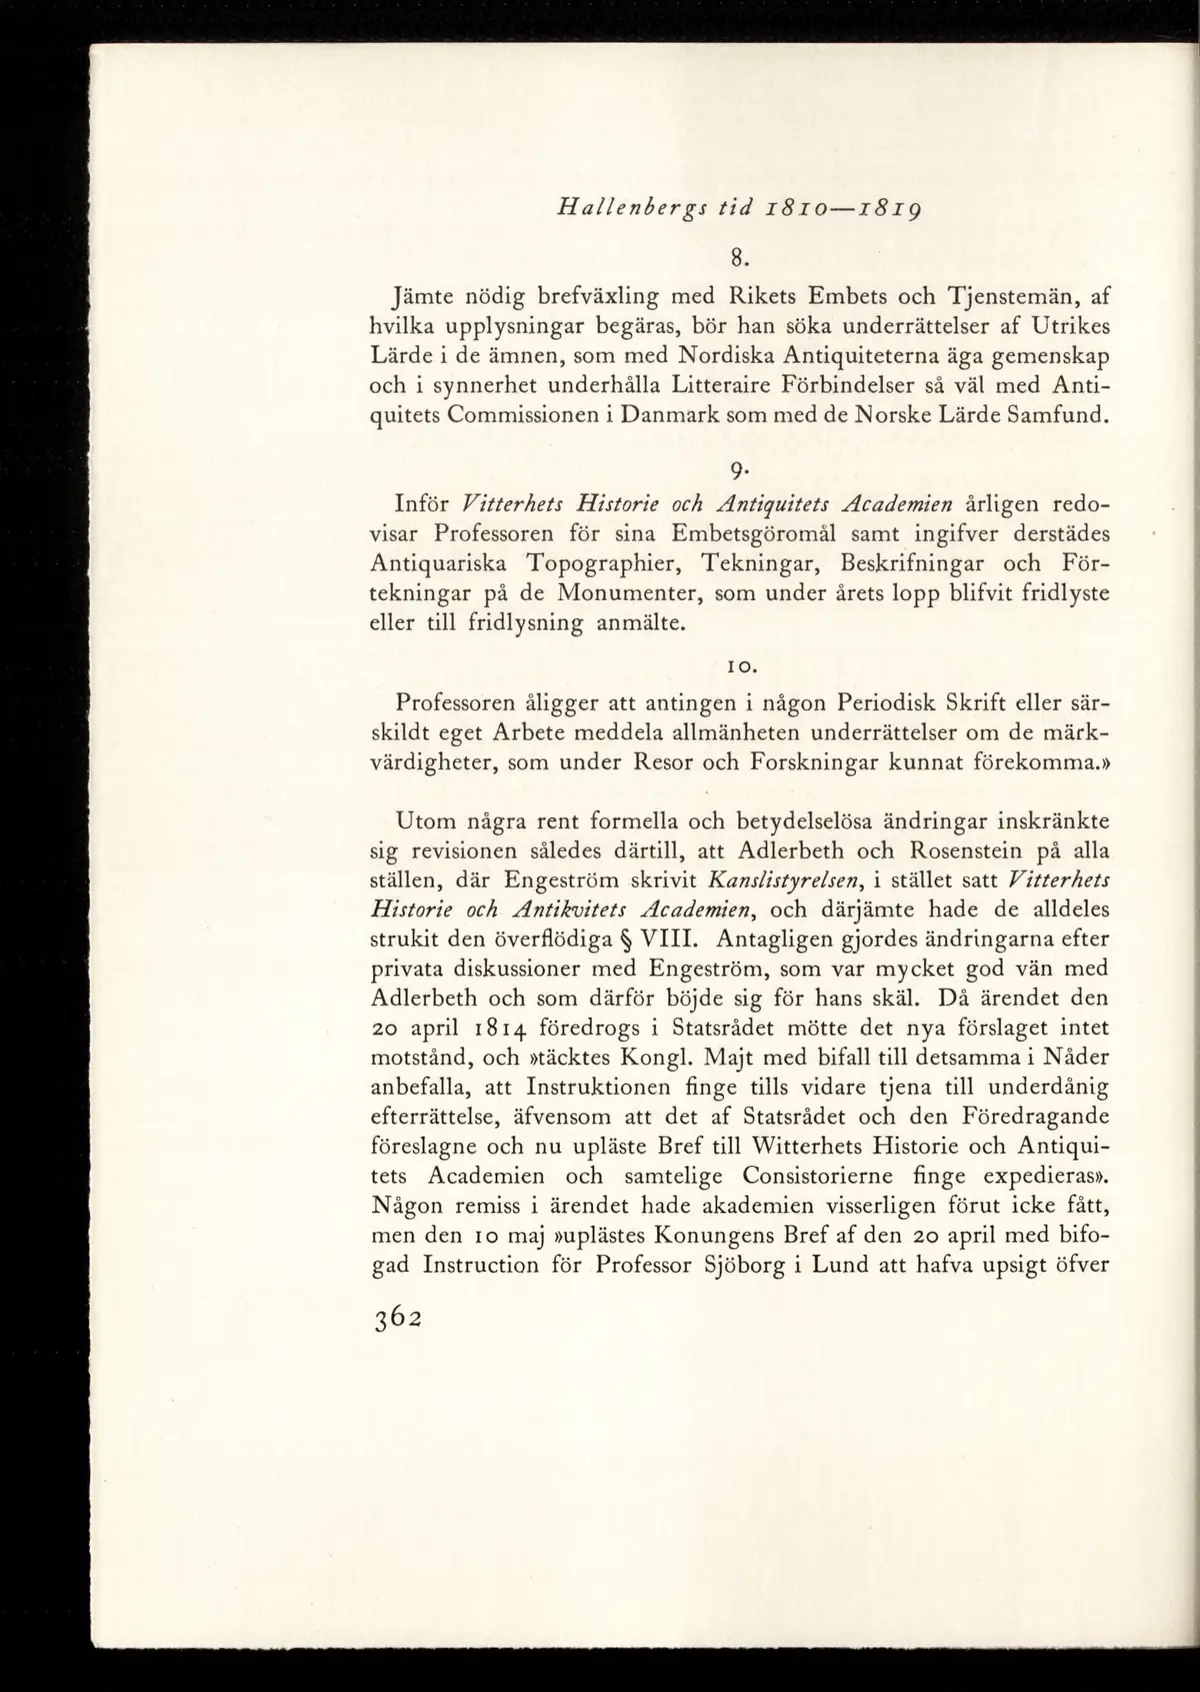 Hallenbergs tid 1810—1819
8.
Jämte nödig brefväxling med Rikets Embets och Tjenstemän, af
hvilka upplysningar begäras, bör han söka underrättelser af Utrikes
Lärde i de ämnen, som med Nordiska Antiquiteterna äga gemenskap
och i synnerhet underhålla Litteraire Förbindelser så väl med Anti-
quitets Commissionen i Danmark som med de Norske Lärde Samfund.
9.
Inför Vitterhets Historie och Antiquitets Academien årligen redo-
visar Professoren för sina Embetsgöromål samt ingifver derstädes
Antiquariska Topographier, Tekningar, Beskrifningar och För-
tekningar på de Monumenter, som under årets lopp blifvit fridlyste
eller till fridlysning anmälte.
10.
Professoren åligger att antingen i någon Periodisk Skrift eller sär-
skildt eget Arbete meddela allmänheten underrättelser om de märk-
värdigheter, som under Resor och Forskningar kunnat förekomma.»
Utom några rent formella och betydelselösa ändringar inskränkte
sig revisionen således därtill, att Adlerbeth och Rosenstein på alla
ställen, där Engeström skrivit Kanslistyrelsen, i stället satt Vitterhets
Historie och Antikvitets Academien, och därjämte hade de alldeles
strukit den överflödiga § VIII. Antagligen gjordes ändringarna efter
privata diskussioner med Engeström, som var mycket god vän med
Adlerbeth och som därför böjde sig för hans skäl. Då ärendet den
20 april 1814 föredrogs i Statsrådet mötte det nya förslaget intet
motstånd, och »täcktes Kongl. Majt med bifall till detsamma i Nåder
anbefalla, att Instruktionen finge tills vidare tjena till underdånig
efterrättelse, äfvensom att det af Statsrådet och den Föredragande
föreslagne och nu upläste Bref till Witterhets Historie och Antiqui-
tets Academien och samtelige Consistorierne finge expedieras».
Någon remiss i ärendet hade akademien visserligen förut icke fått,
men den 10 maj »uplästes Konungens Bref af den 20 april med bifo-
gad Instruction för Professor Sjöborg i Lund att hafva upsigt öfver
362